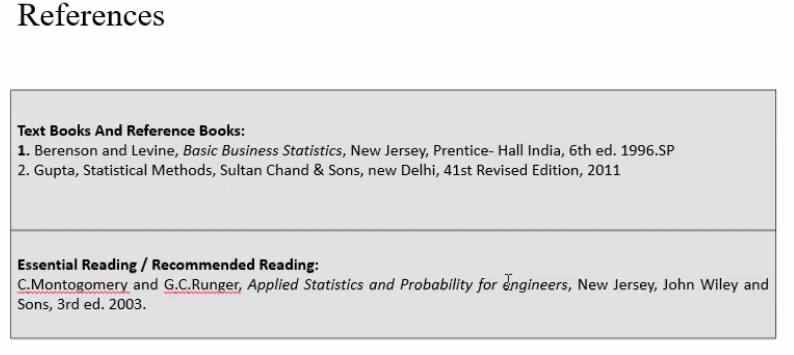 References
Text Books And Reference Books:
1. Berenson and Levine, Basic Business Statistics, New Jersey, Prentice- Hall India, 6th ed. 1996.SP
2. Gupta, Statistical Methods, Sultan Chand & Sons, new Delhi, 41st Revised Edition, 2011
Essential Reading / Recommended Reading:
C.Montogomery and G.C.Runger, Applied Statistics and Probability for engineers, New Jersey, John Wiley and
Sons, 3rd ed. 2003.